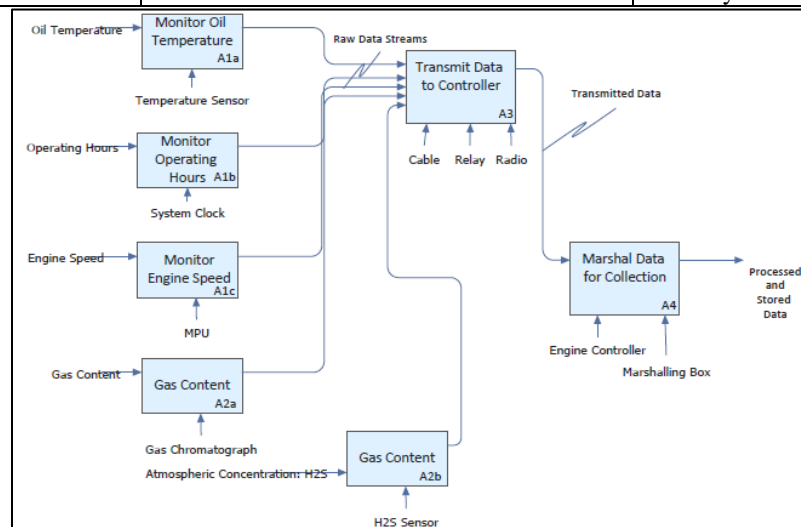 Oil Temperature
Monitor Oil
Temperature
A1a
Temperature Sensor
Raw Data Streams
Transmit Data
to Controller
A3
Cable
Relay
Radio
Transmitted Data
Operating Hours
Monitor
Operating
Hours
A1b
System Clock
Engine Speed
Monitor
Engine Speed
A1c
MPU
Marshal Data
for Collection
A4
Processed
and
Stored
Data
Engine Controller
Marshalling Box
Gas Content
Gas Content
A2a
Gas Chromatograph
Atmospheric Concentration: H2S
Gas Content
A2b
H2S Sensor